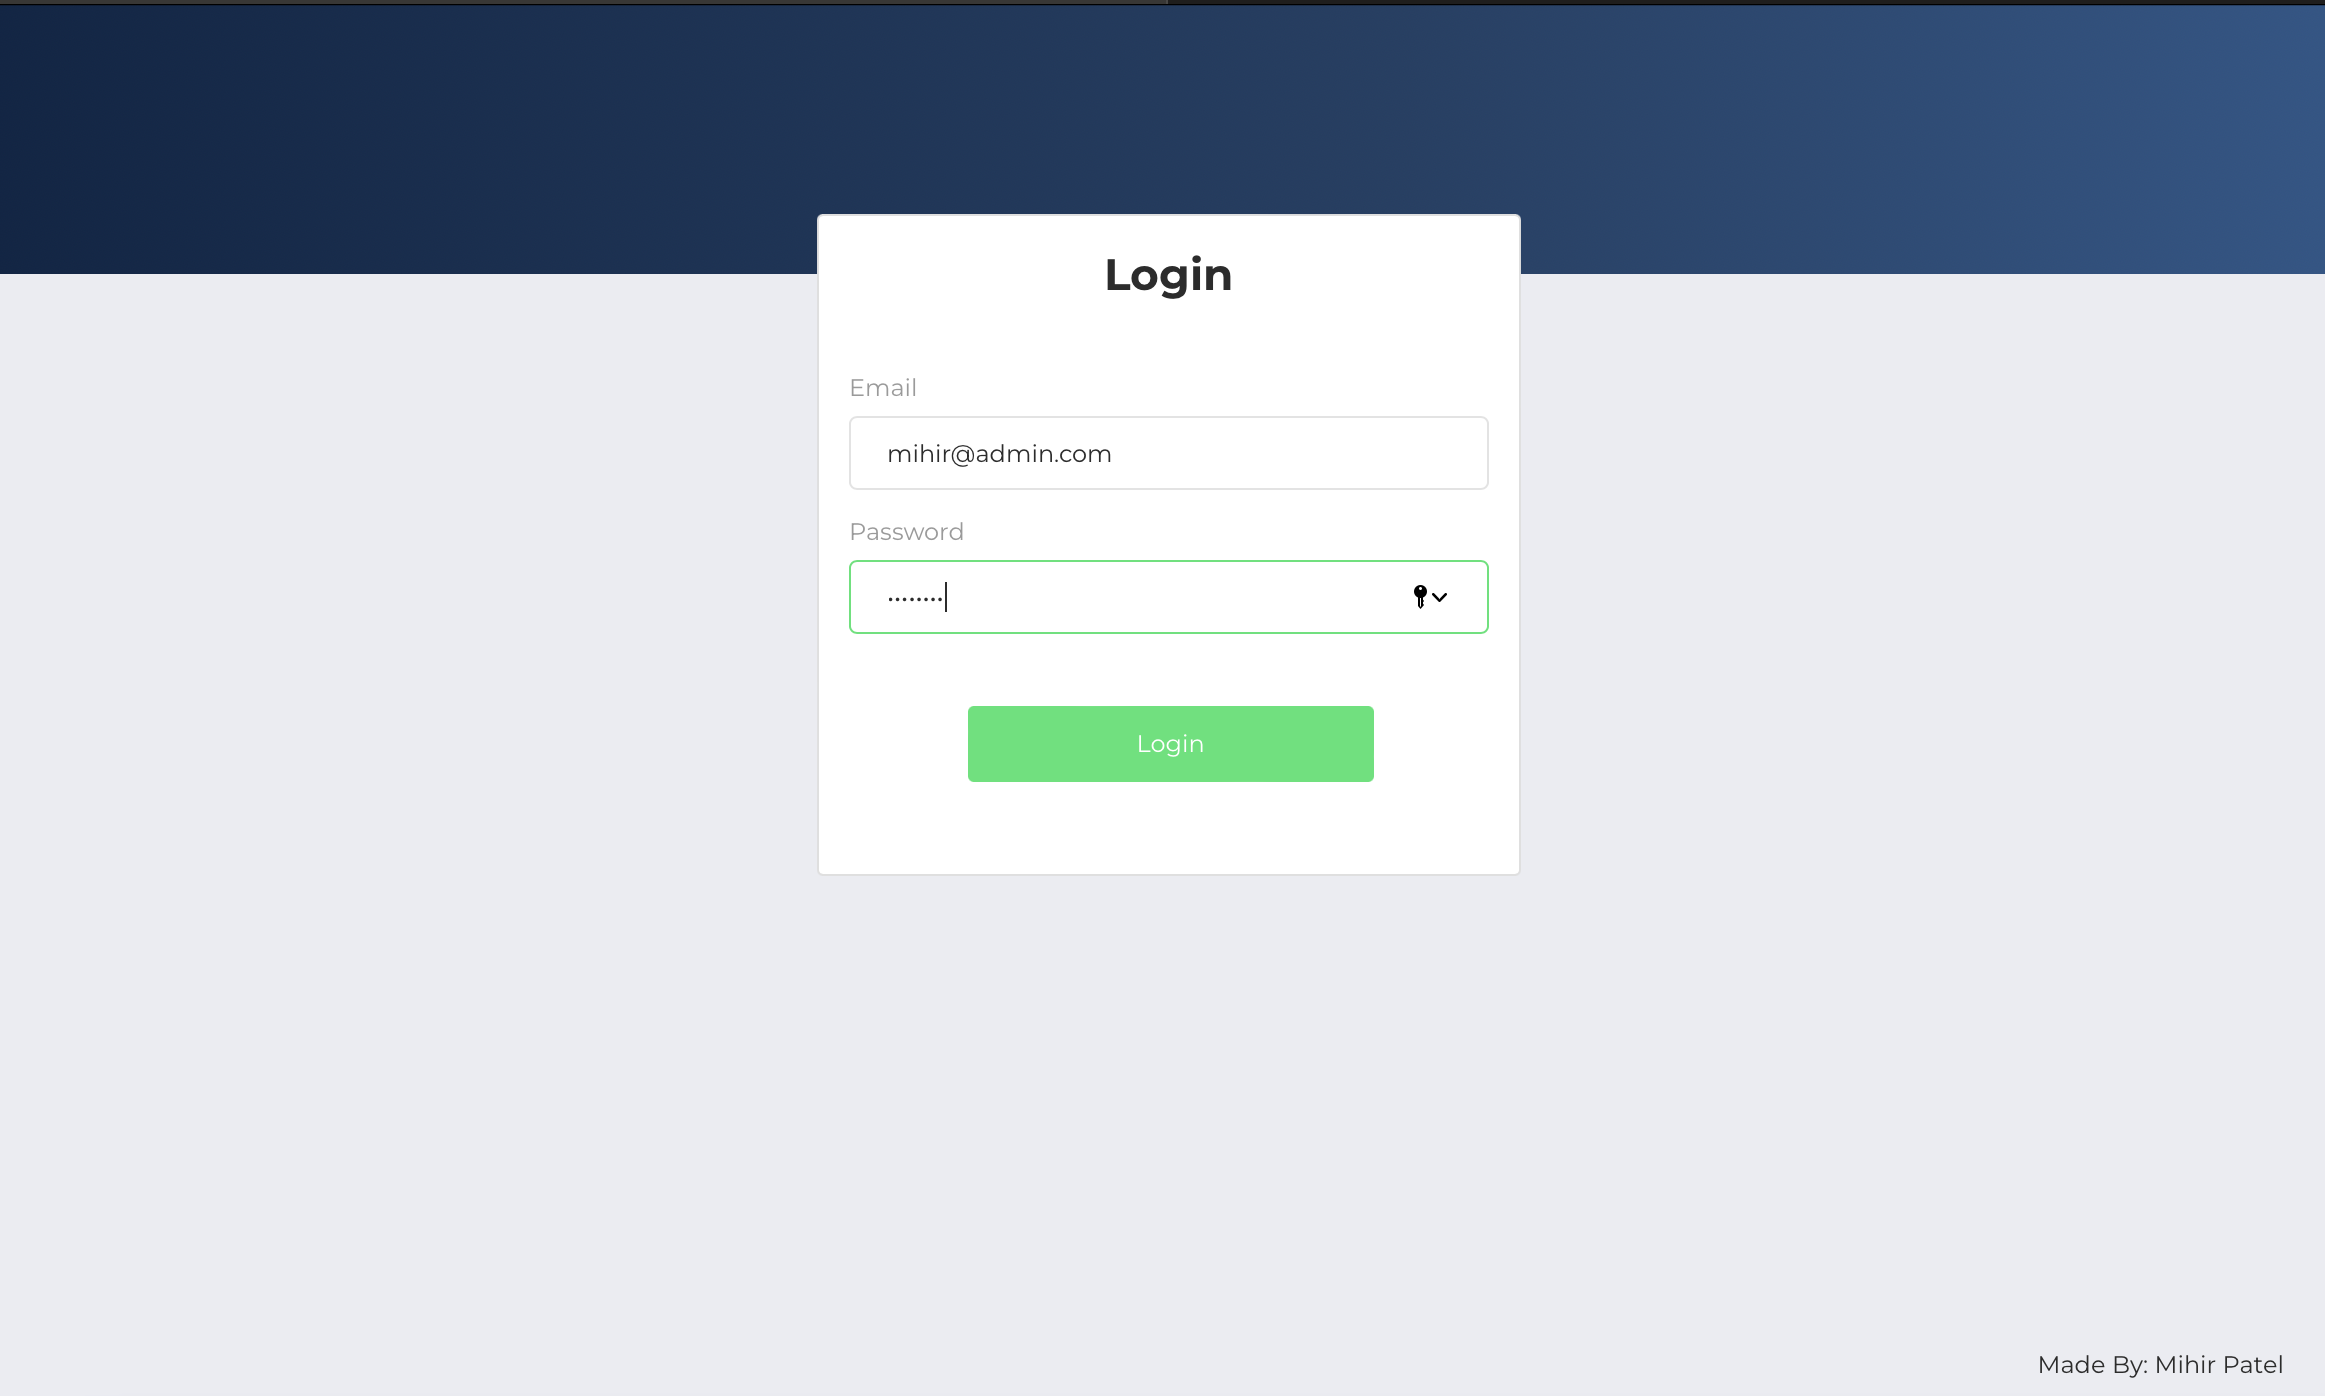 Login
Email
mihir@admin.com
Password
••••••••
Login
Made By: Mihir Patel